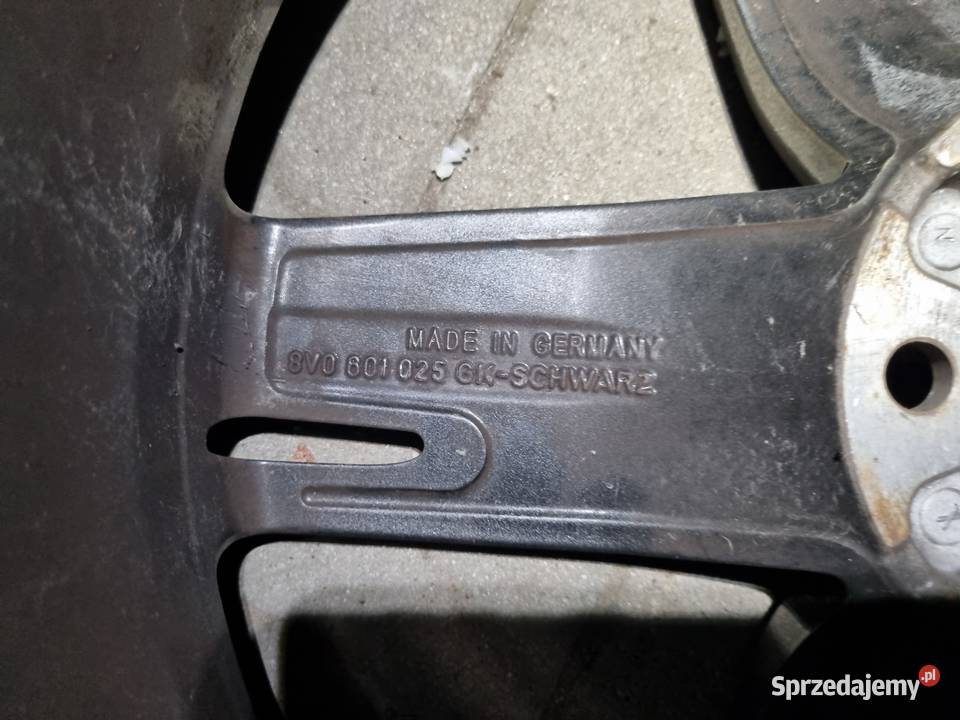 MADE IN GERMANY
8V0 601 025 GK-SCHWARZ
N
Sprzedajemy.pl